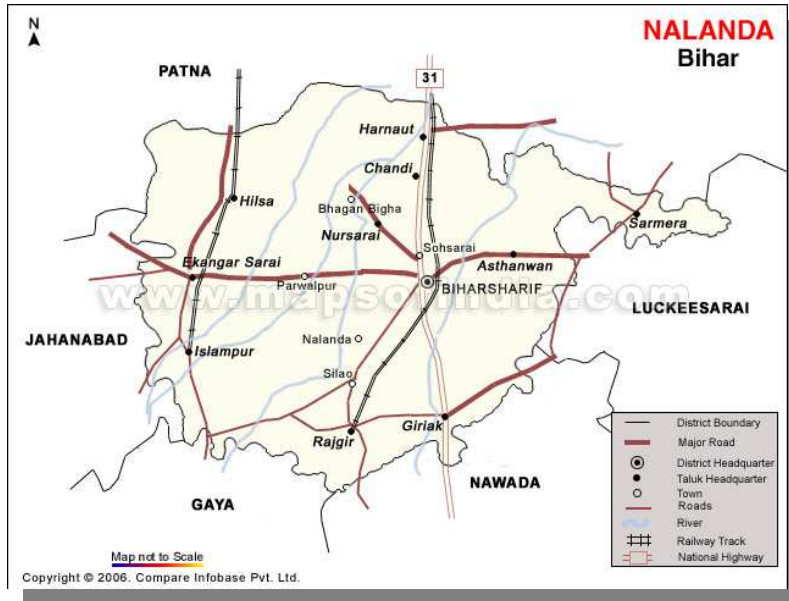 N
NALANDA
Bihar
PATNA
31
Harnaut
Chandi
Hilsa
Bhagan Bigha
Nursarai
Sarmera
Sohsarai
Ekangar Sarai
Asthanwan
Parwalpur
BIHARSHARIF
www.mapsofindia.com
LUCKEESARAI
JAHANABAD
Nalanda
Islampur
Silao
Giriak
Rajgir
NAWADA
GAYA
District Boundary
Major Road
District Headquarter
Taluk Headquarter
Town
Roads
River
Railway Track
National Highway
Map not to Scale
Copyright © 2006. Compare Infobase Pvt. Ltd.